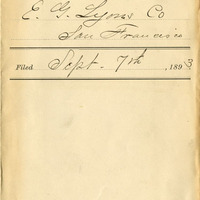 E. G. Lyons Co
San Francisco
Filed Sept. 7th 1893